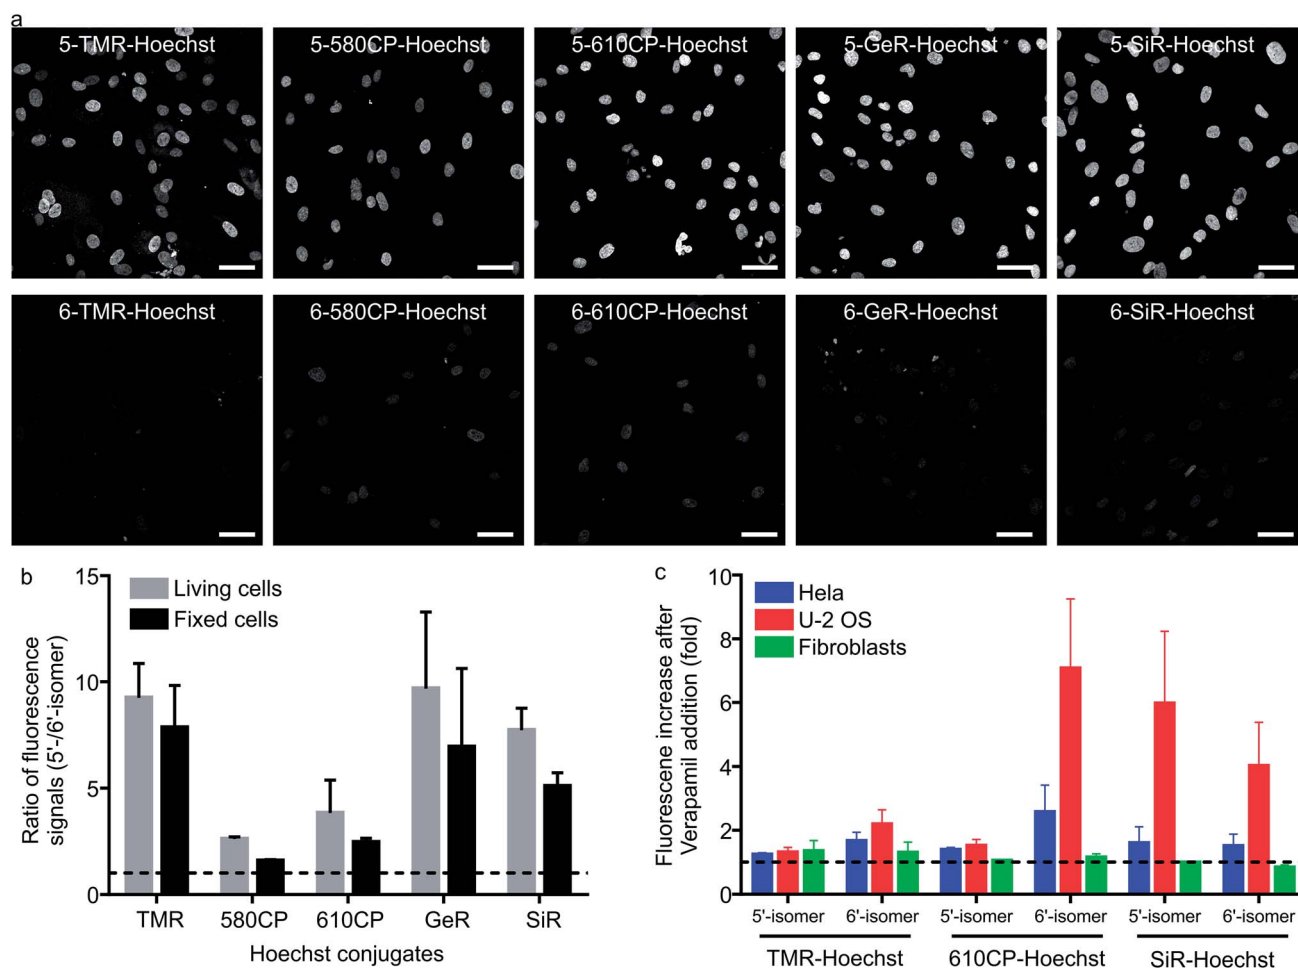 a
5-TMR-Hoechst
5-580CP-Hoechst
5-610CP-Hoechst
5-GeR-Hoechst
5-SiR-Hoechst
6-TMR-Hoechst
6-580CP-Hoechst
6-610CP-Hoechst
6-GeR-Hoechst
6-SiR-Hoechst
b
Ratio of fluorescence
signals (5'-/6'-isomer)
15
10
5
0
Living cells
Fixed cells
TMR
580CP
610CP
GeR
SiR
Hoechst conjugates
c
Fluorescene increase after
Verapamil addition (fold)
10
8
6
4
2
0
Hela
U-2 OS
Fibroblasts
5'-isomer
6'-isomer
5'-isomer
6'-isomer
5'-isomer
6'-isomer
TMR-Hoechst
610CP-Hoechst
SiR-Hoechst